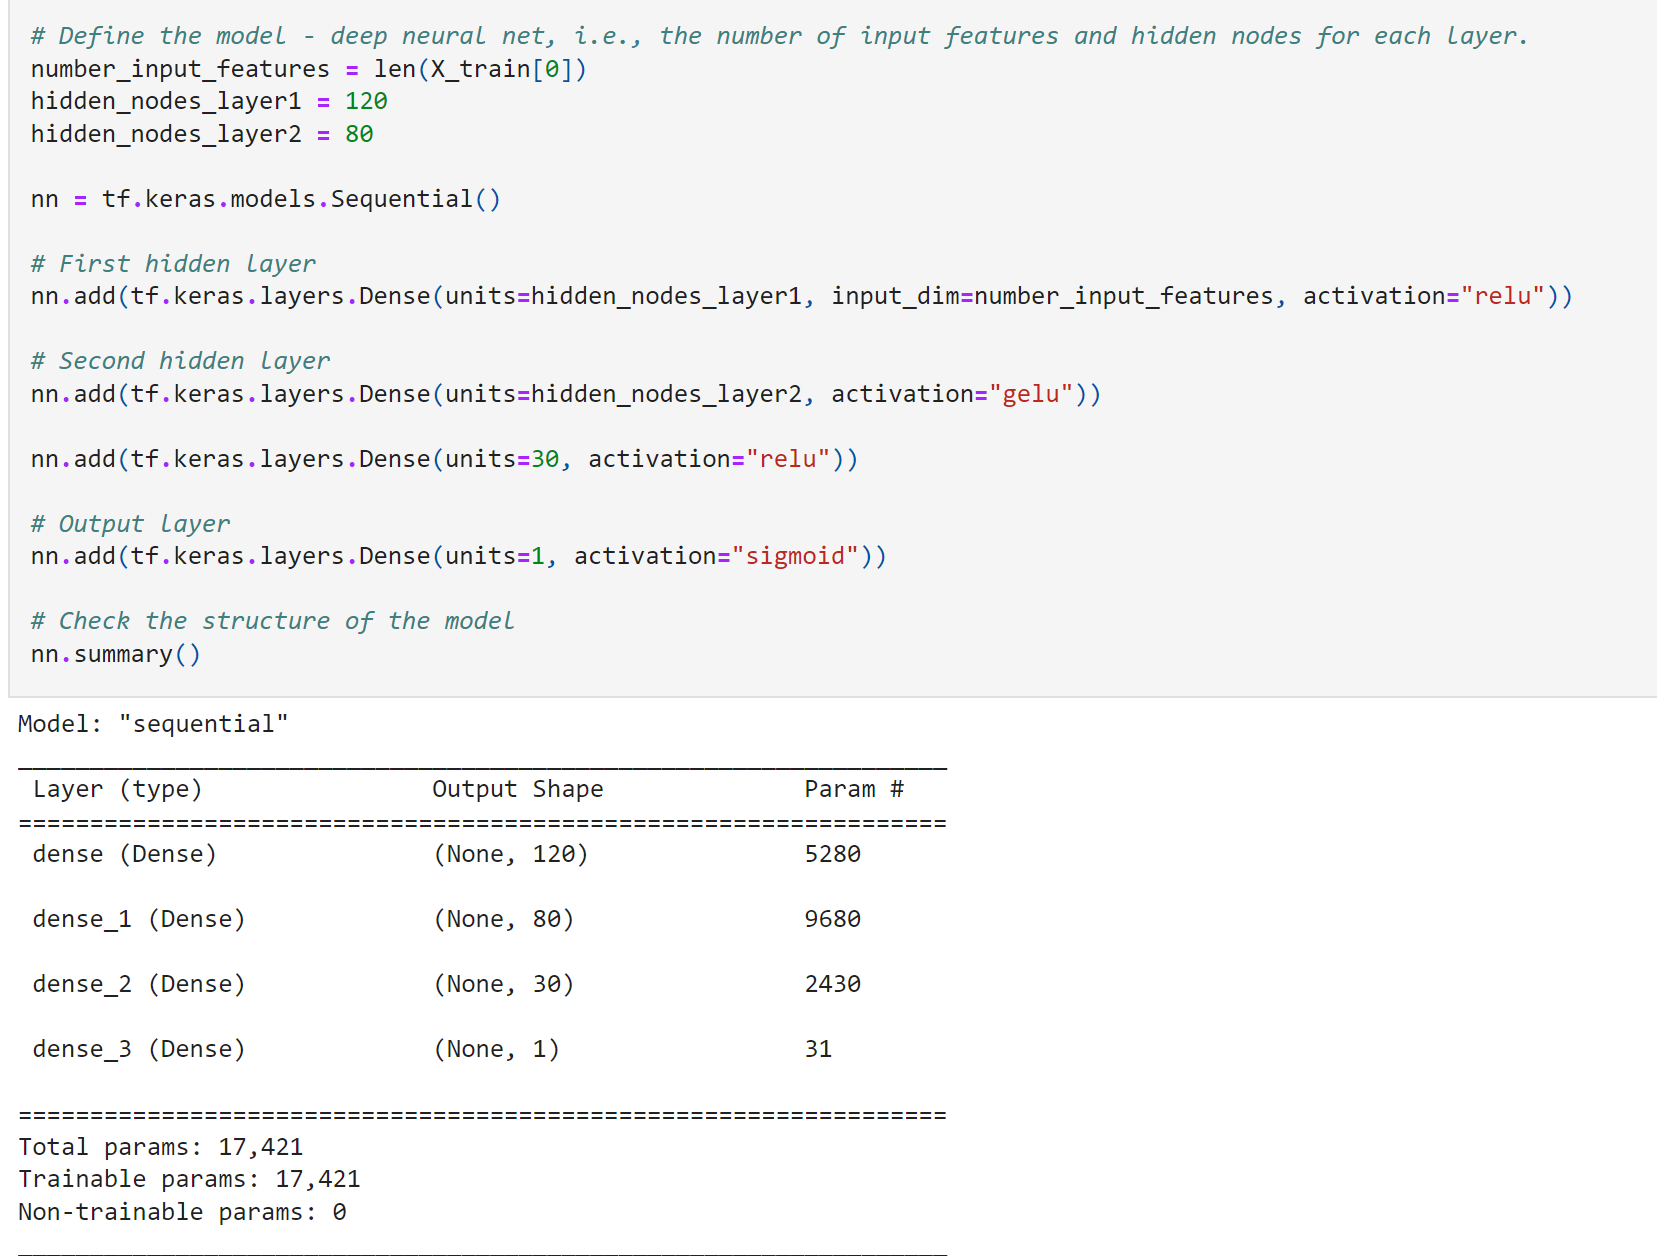 # Define the model - deep neural net, i.e., the number of input features and hidden nodes for each layer.
number_input_features = len(X_train[0])
hidden_nodes_layer1 = 120
hidden_nodes_layer2 = 80
nn = tf.keras.models.Sequential()
# First hidden layer
nn.add(tf.keras.layers.Dense(units=hidden_nodes_layer1, input_dim=number_input_features, activation="relu"))
# Second hidden layer
nn.add(tf.keras.layers.Dense(units=hidden_nodes_layer2, activation="gelu"))
nn.add(tf.keras.layers.Dense(units=30, activation="relu"))
# Output layer
nn.add(tf.keras.layers.Dense(units=1, activation="sigmoid"))
# Check the structure of the model
nn.summary()
Model: "sequential"
_________________________________________________________________
Layer (type) Output Shape Param #
=================================================================
dense (Dense) (None, 120) 5280
dense_1 (Dense) (None, 80) 9680
dense_2 (Dense) (None, 30) 2430
dense_3 (Dense) (None, 1) 31
=================================================================
Total params: 17,421
Trainable params: 17,421
Non-trainable params: 0
_________________________________________________________________